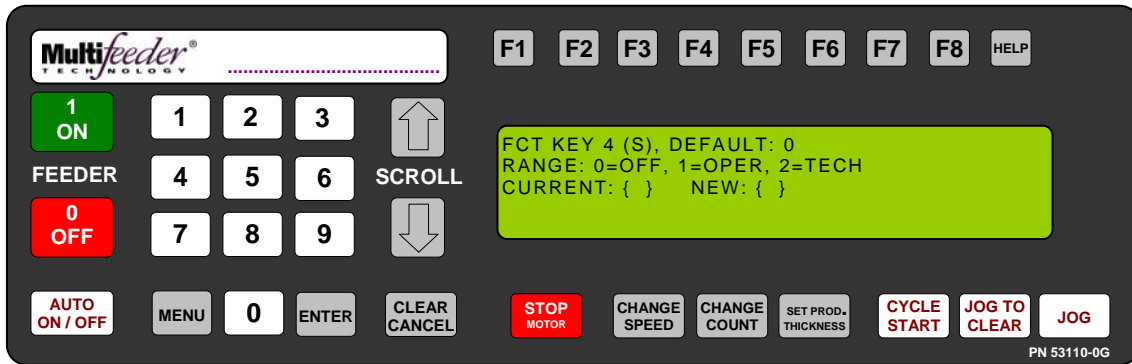 Multifeeder®
TECHNOLOGY
F1 F2 F3 F4 F5 F6 F7 F8 HELP
1
ON
FEEDER
0
OFF
1 2 3
4 5 6
7 8 9
SCROLL
FCT KEY 4 (S), DEFAULT: 0
RANGE: 0=OFF, 1=OPER, 2=TECH
CURRENT: { } NEW: { }
AUTO
ON / OFF
MENU
0
ENTER
CLEAR
CANCEL
STOP
MOTOR
CHANGE
SPEED
CHANGE
COUNT
SET PROD.
THICKNESS
CYCLE
START
JOG TO
CLEAR
JOG
PN 53110-0G